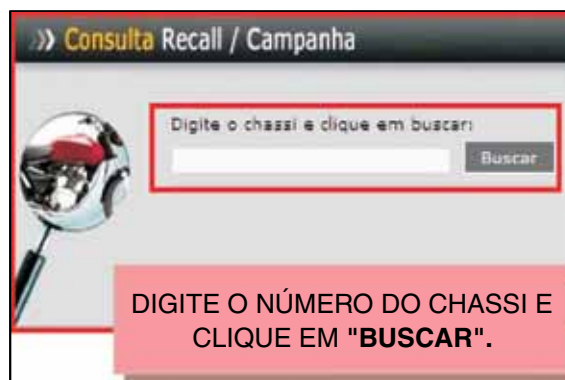 》 Consulta Recall / Campanha
Digite o chassi e clique em buscar:
Buscar
DIGITE O NÚMERO DO CHASSI E
CLIQUE EM "BUSCAR".